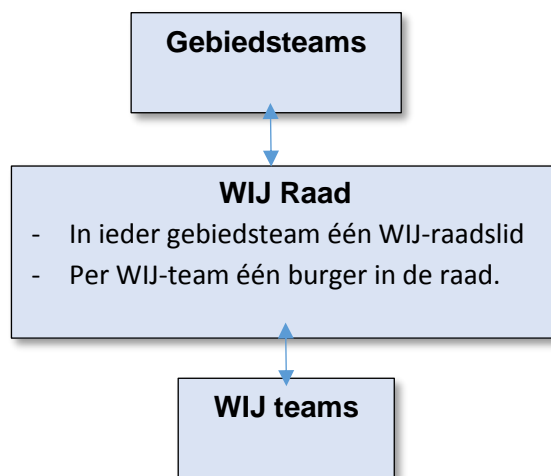 Gebiedsteams
WIJ Raad
- In ieder gebiedsteam één WIJ-raadslid
- Per WIJ-team één burger in de raad.
WIJ teams